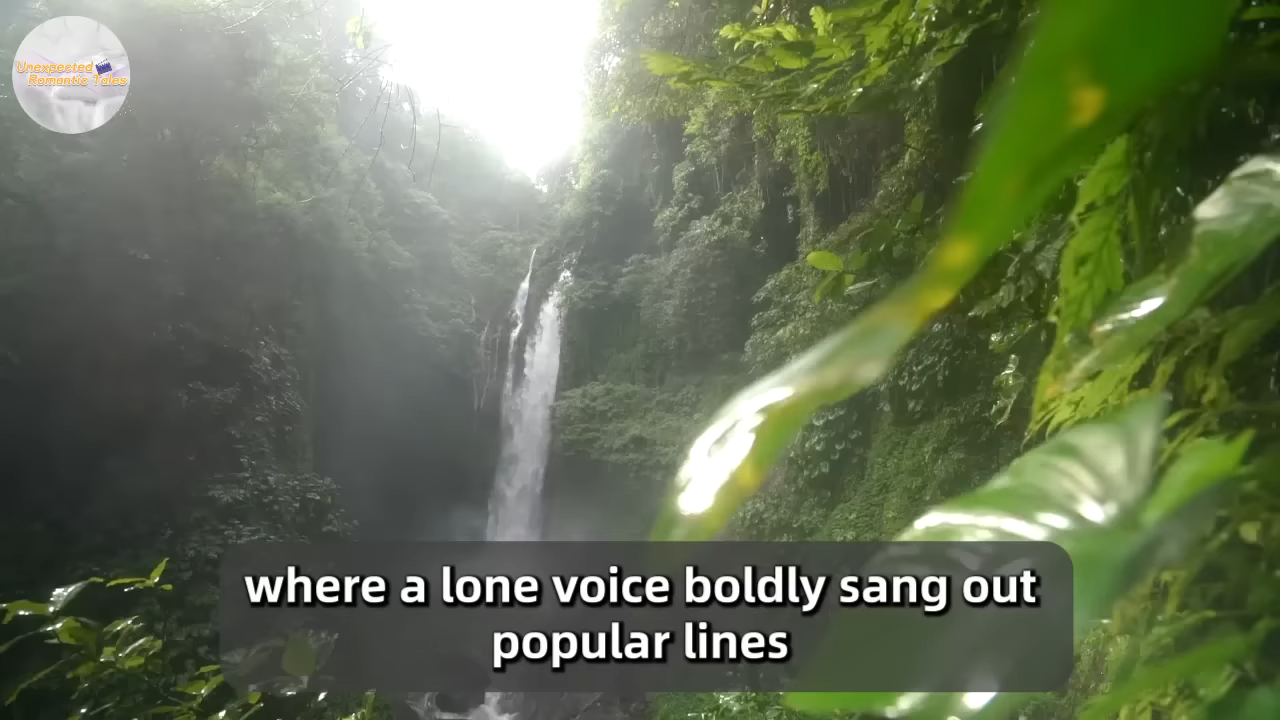 Unexpected
Romantic Tales
where a lone voice boldly sang out
popular lines